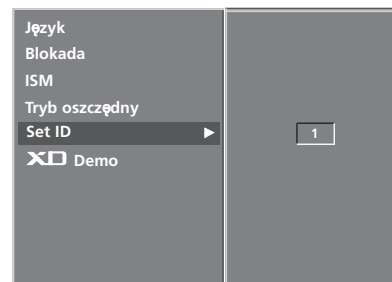 Język
Blokada
ISM
Tryb oszczędny
Set ID ▶
1
XD Demo